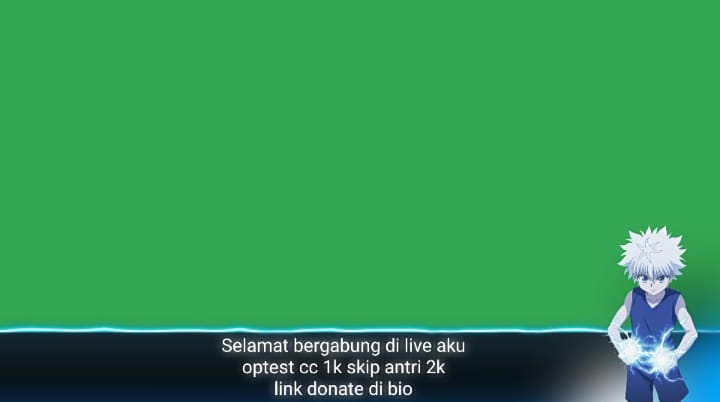 Selamat bergabung di live aku
optest cc 1k skip antri 2k
link donate di bio